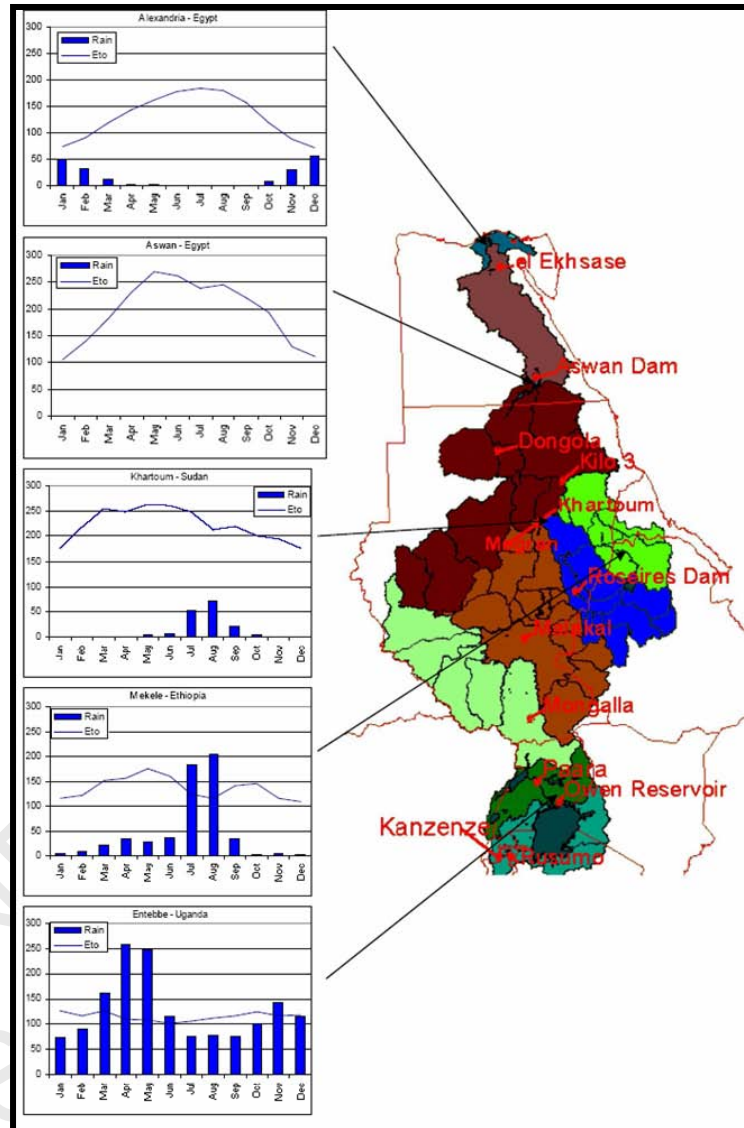 Alexandria - Egypt
300
250
200
150
100
50
0
Rain
Eto
Jan Feb Mar Apr May Jun Jul Aug Sep Oct Nov Dec
Aswan - Egypt
300
250
200
150
100
50
0
Rain
Eto
Jan Feb Mar Apr May Jun Jul Aug Sep Oct Nov Dec
Khartoum - Sudan
300
250
200
150
100
50
0
Rain
Eto
Jan Feb Mar Apr May Jun Jul Aug Sep Oct Nov Dec
Mekele - Ethiopia
300
250
200
150
100
50
0
Rain
Eto
Jan Feb Mar Apr May Jun Jul Aug Sep Oct Nov Dec
Entebbe - Uganda
300
250
200
150
100
50
0
Rain
Eto
Jan Feb Mar Apr May Jun Jul Aug Sep Oct Nov Dec
el Ekhsase
Aswan Dam
Dongola
Kilo 3
Khartoum
Roseires Dam
Malakal
Mongalla
Paara
Owen Reservoir
Kanzenze
Rusumo